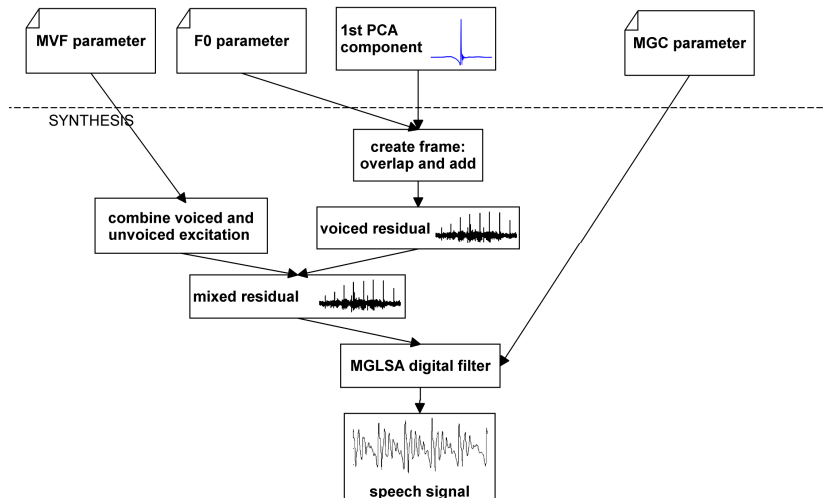 MVF parameter
F0 parameter
1st PCA
component
MGC parameter
SYNTHESIS
create frame:
overlap and add
combine voiced and
unvoiced excitation
voiced residual
mixed residual
MGLSA digital filter
speech signal